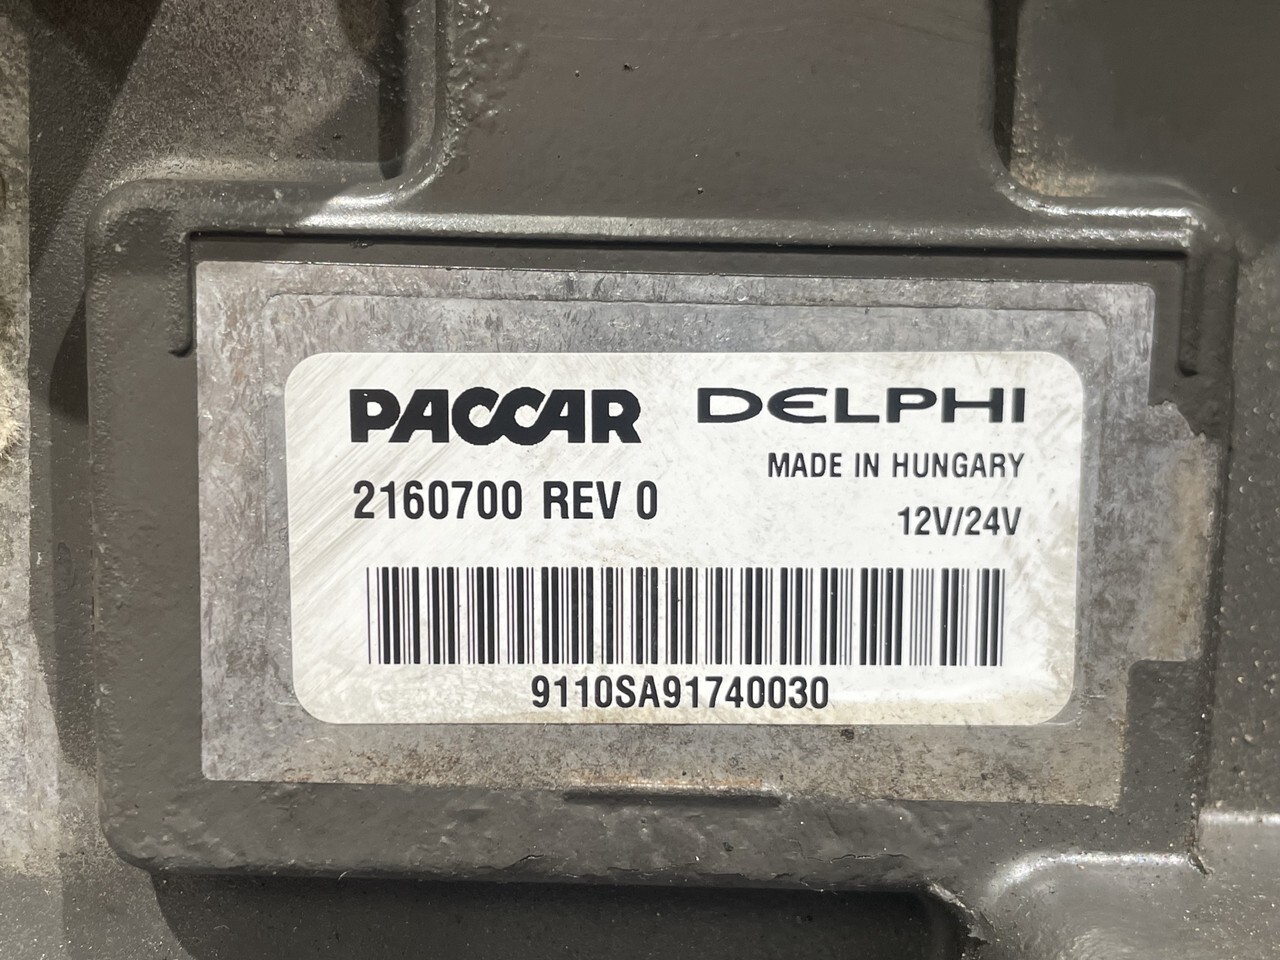 PACCAR DELPHI
MADE IN HUNGARY
2160700 REV 0
12V/24V
9110SA91740030